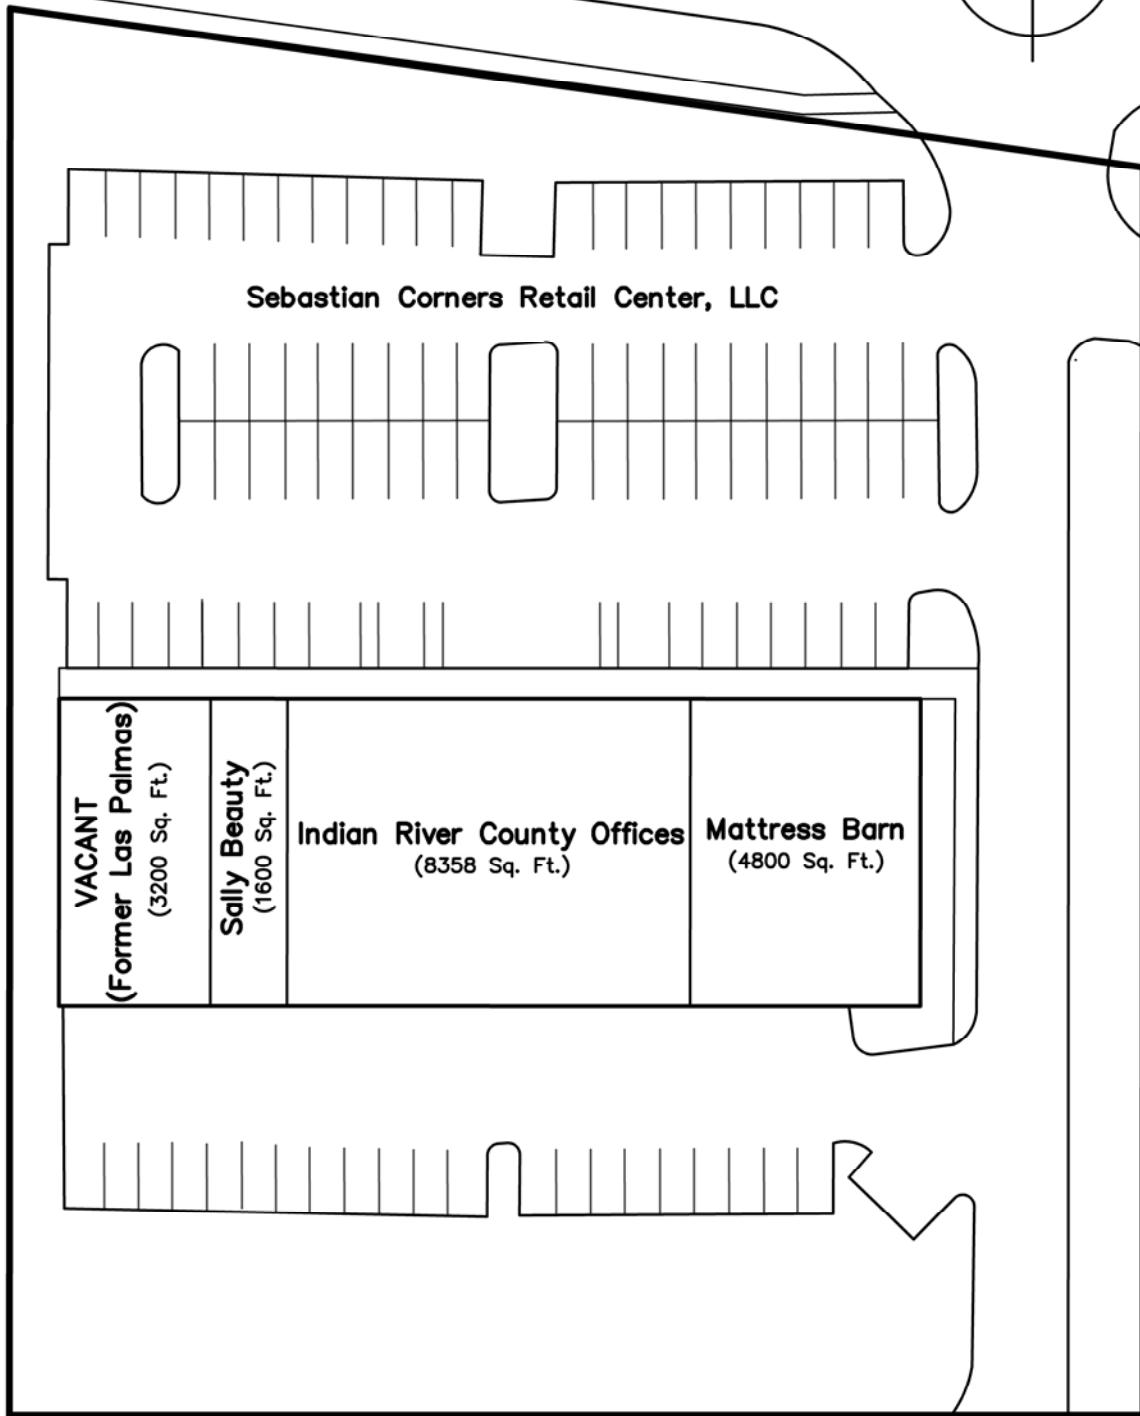 Sebastian Corners Retail Center, LLC
VACANT
(Former Las Palmas)
(3200 Sq. Ft.)
Sally Beauty
(1600 Sq. Ft.)
Indian River County Offices
(8358 Sq. Ft.)
Mattress Barn
(4800 Sq. Ft.)